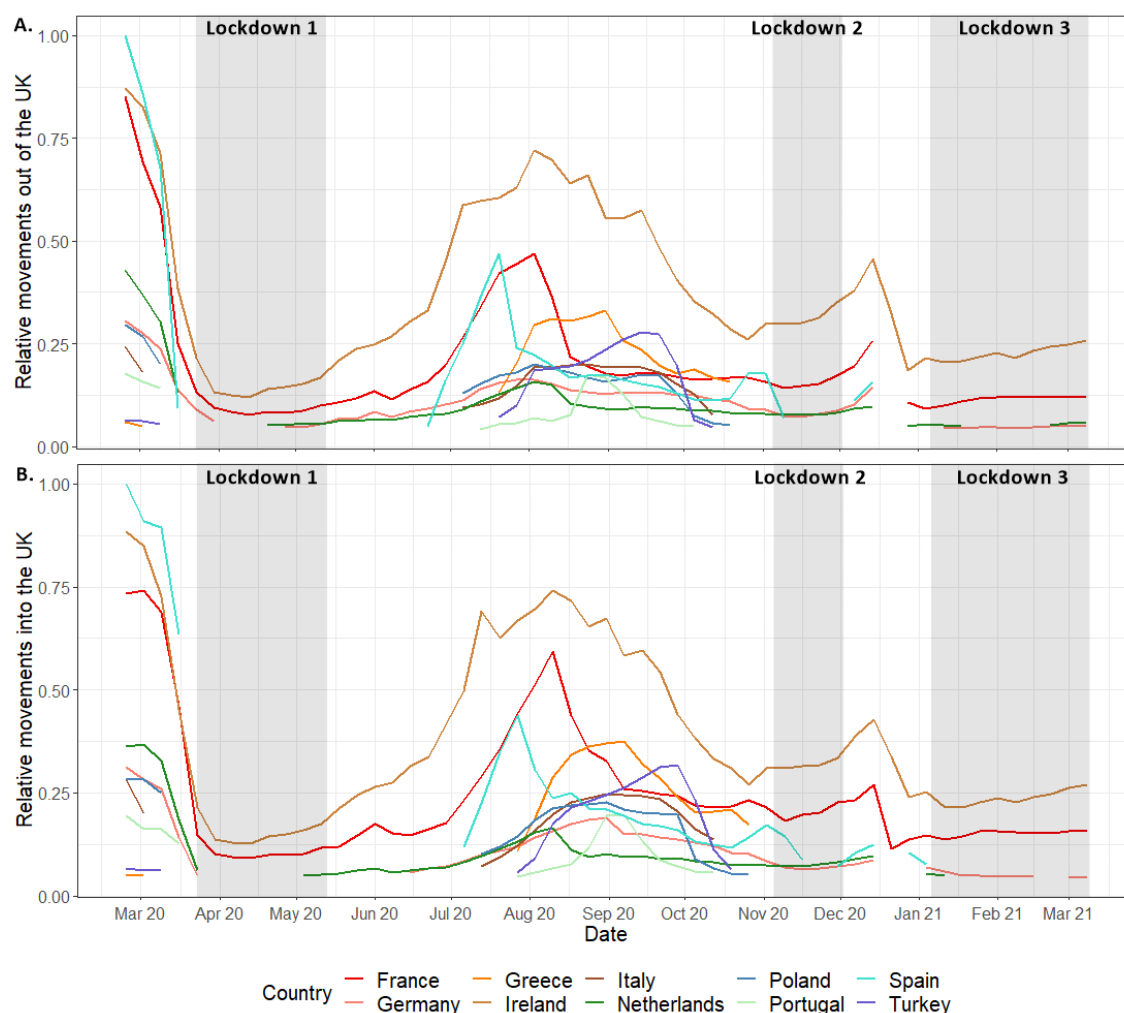 A.
Lockdown 1 Lockdown 2 Lockdown 3
Relative movements out of the UK
1.00
0.75
0.50
0.25
0.00
B.
Lockdown 1 Lockdown 2 Lockdown 3
Relative movements into the UK
1.00
0.75
0.50
0.25
0.00
Mar 20 Apr 20 May 20 Jun 20 Jul 20 Aug 20 Sep 20 Oct 20 Nov 20 Dec 20 Jan 21 Feb 21 Mar 21
Date
Country
France Greece Italy Poland Spain
Germany Ireland Netherlands Portugal Turkey